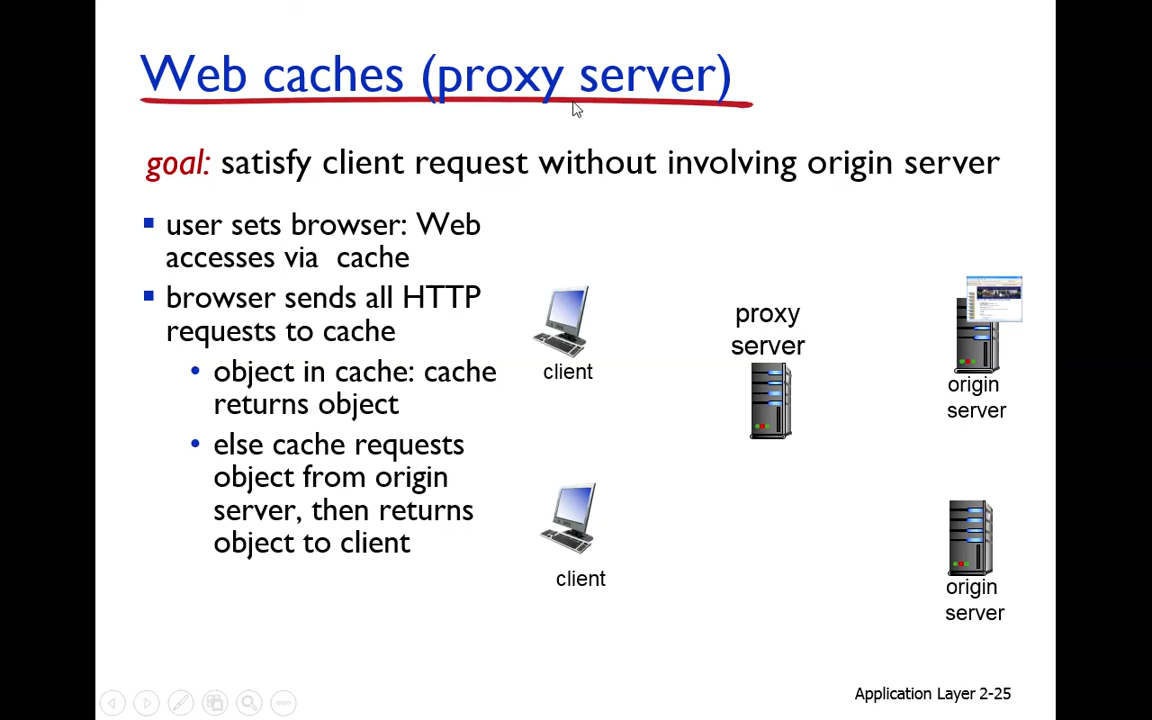 Web caches (proxy server)
goal: satisfy client request without involving origin server
▪ user sets browser: Web
accesses via cache
▪ browser sends all HTTP
requests to cache
• object in cache: cache
returns object
• else cache requests
object from origin
server, then returns
object to client
client
proxy
server
origin
server
client
origin
server
Application Layer 2-25